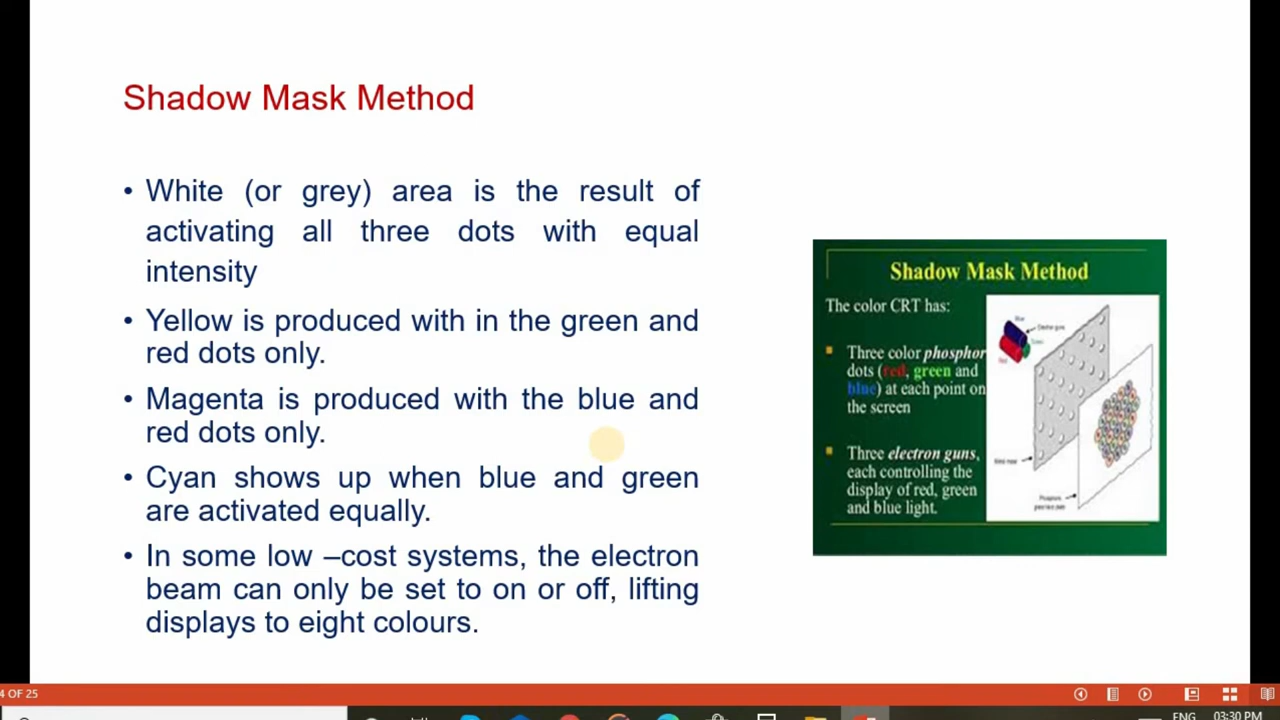 Shadow Mask Method
• White (or grey) area is the result of
activating all three dots with equal
intensity
• Yellow is produced with in the green and
red dots only.
• Magenta is produced with the blue and
red dots only.
• Cyan shows up when blue and green
are activated equally.
• In some low –cost systems, the electron
beam can only be set to on or off, lifting
displays to eight colours.
Shadow Mask Method
The color CRT has:
Three color phosphor
dots (red, green and
blue) at each point on
the screen
Three electron guns,
each controlling the
display of red, green
and blue light.
4 OF 25
ENG
03:30 PM